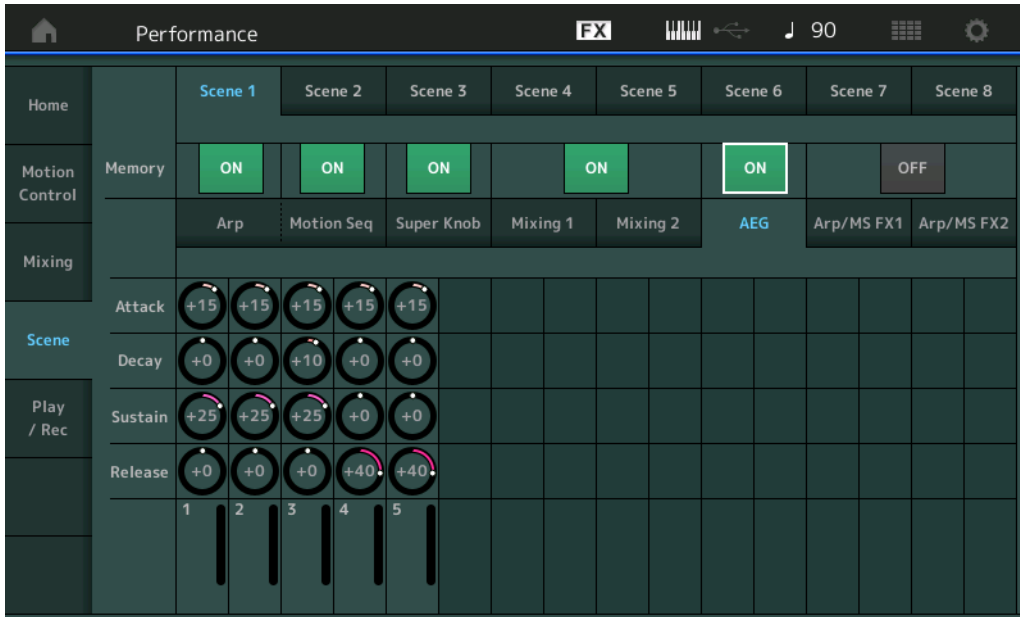 Performance FX 90
Scene 1 Scene 2 Scene 3 Scene 4 Scene 5 Scene 6 Scene 7 Scene 8
Home
Motion
Control
Mixing
Scene
Play
/ Rec
Memory ON ON ON ON ON OFF
Arp Motion Seq Super Knob Mixing 1 Mixing 2 AEG Arp/MS FX1 Arp/MS FX2
Attack +15 +15 +15 +15 +15
Decay +0 +0 +10 +0 +0
Sustain +25 +25 +25 +0 +0
Release +0 +0 +0 +40 +40
1 2 3 4 5